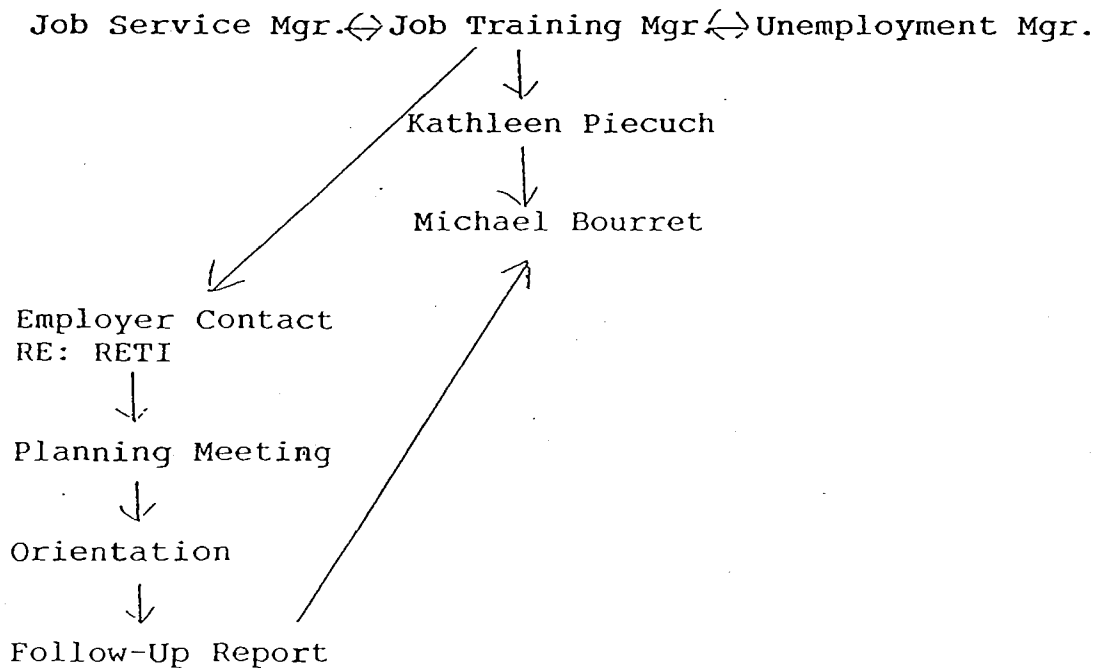 Job Service Mgr.<->Job Training Mgr<->Unemployment Mgr.
Kathleen Piecuch
Michael Bourret
Employer Contact
RE: RETI
Planning Meeting
Orientation
Follow-Up Report